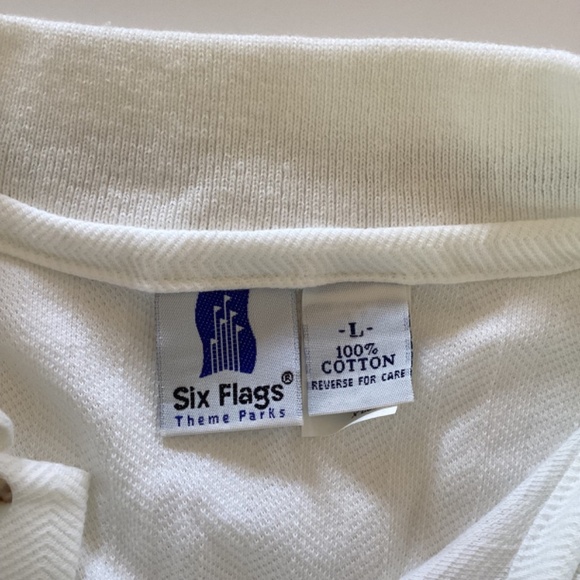 Six Flags®
Theme Parks
-L-
100%
COTTON
REVERSE FOR CARE